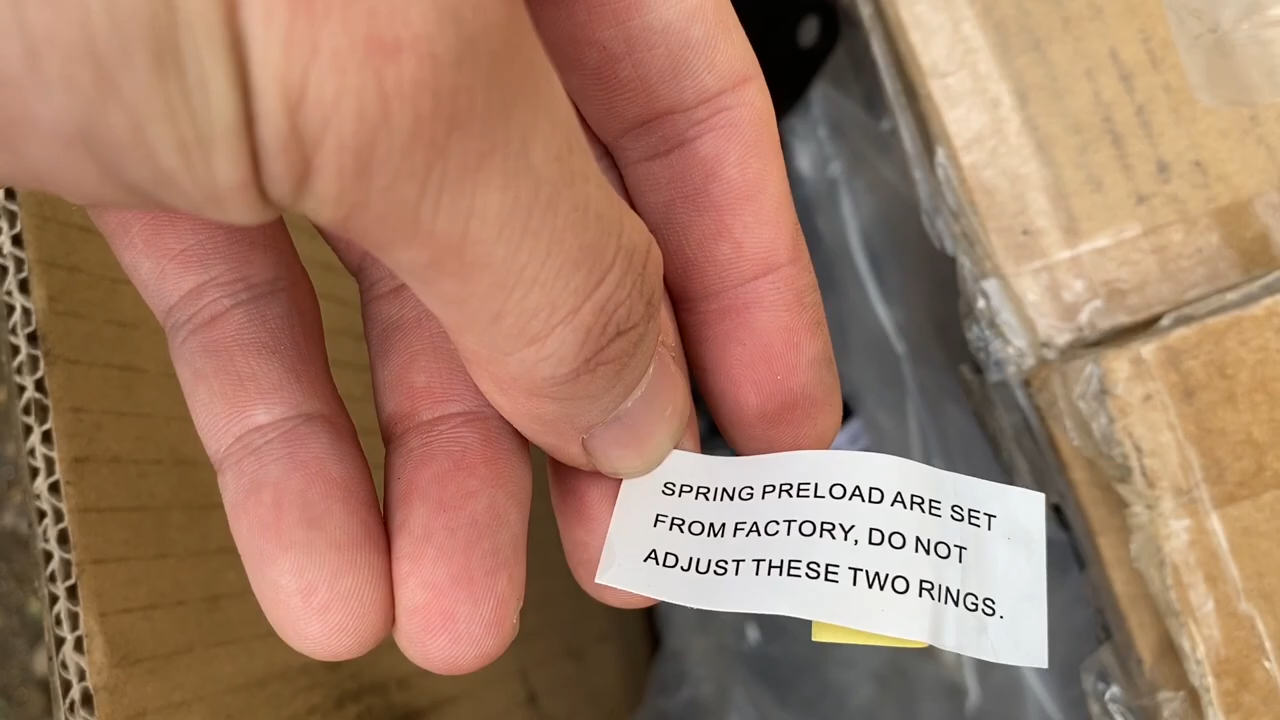 SPRING PRELOAD ARE SET
FROM FACTORY, DO NOT
ADJUST THESE TWO RINGS.